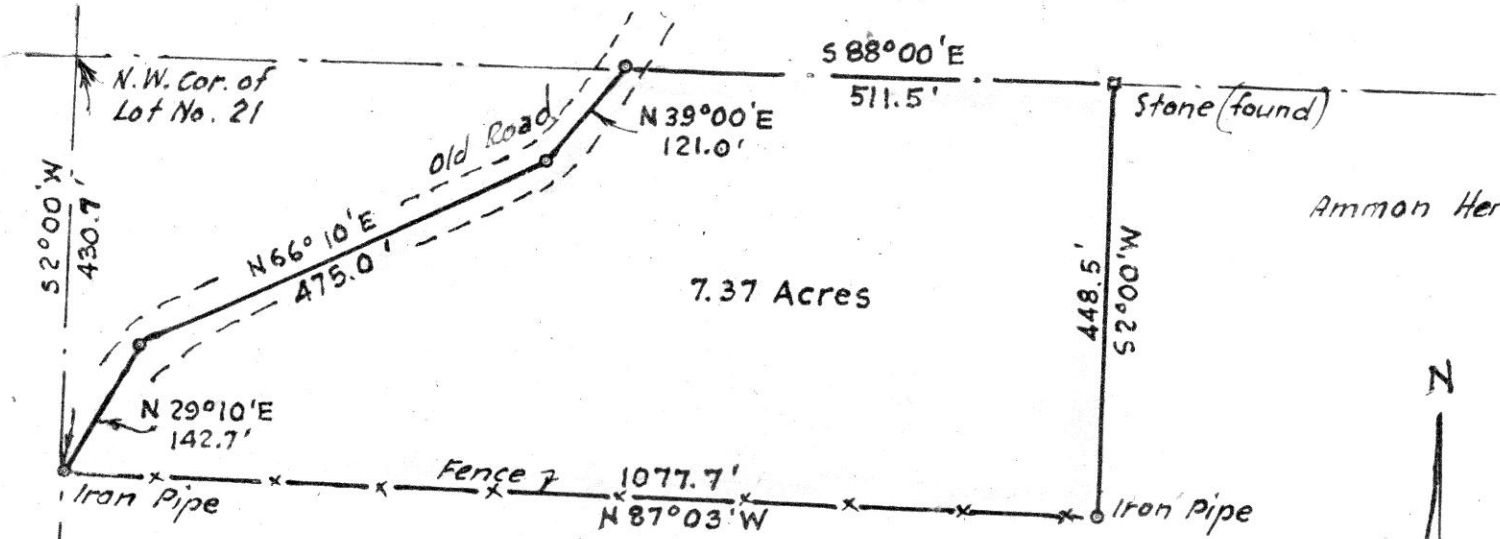 N.W. Cor. of
Lot No. 21
S 2°00'W
430.7'
Old Road
N 39°00'E
121.0'
S 88°00'E
511.5'
Stone (found)
Ammon Her
N 66°10'E
475.0'
7.37 Acres
448.5'
S 2°00'W
N
N 29°10'E
142.7'
Iron Pipe
Fence
1077.7'
N 87°03'W
Iron Pipe